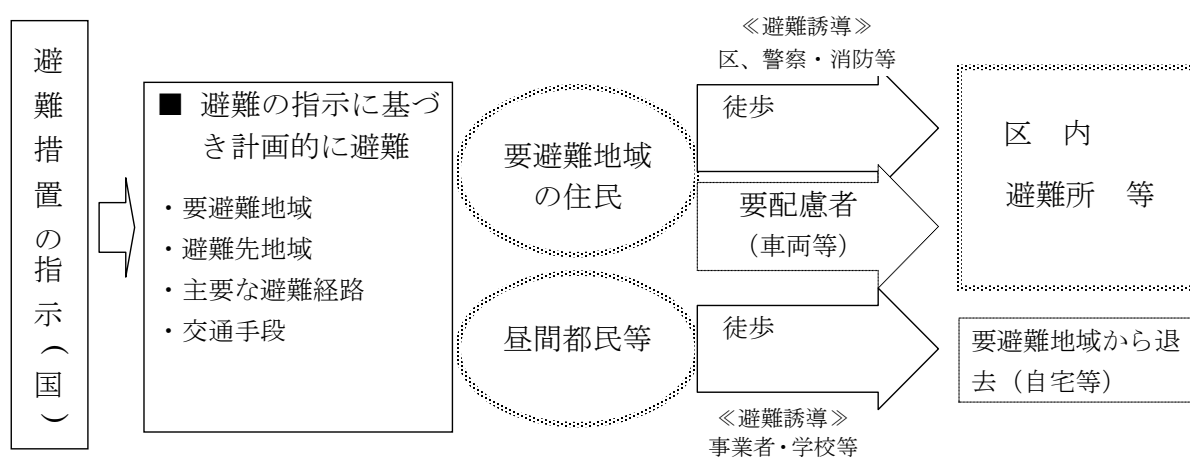 避難措置の指示（国）
■ 避難の指示に基づ
き計画的に避難
・要避難地域
・避難先地域
・主要な避難経路
・交通手段
要避難地域
の住民
昼間都民等
≪避難誘導≫
区、警察・消防等
徒歩
要配慮者
（車両等）
徒歩
≪避難誘導≫
事業者・学校等
区 内
避難所 等
要避難地域から退
去（自宅等）